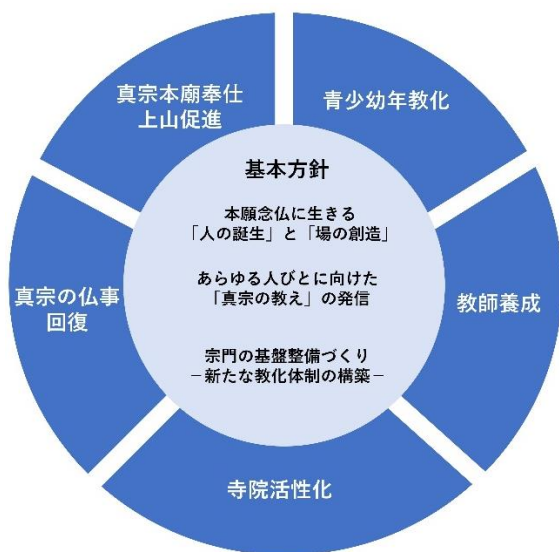 真宗本廟奉仕
上山促進
青少幼年教化
基本方針
本願念仏に生きる
「人の誕生」と「場の創造」
あらゆる人びとに向けた
「真宗の教え」の発信
宗門の基盤整備づくり
－新たな教化体制の構築－
真宗の仏事
回復
教師養成
寺院活性化